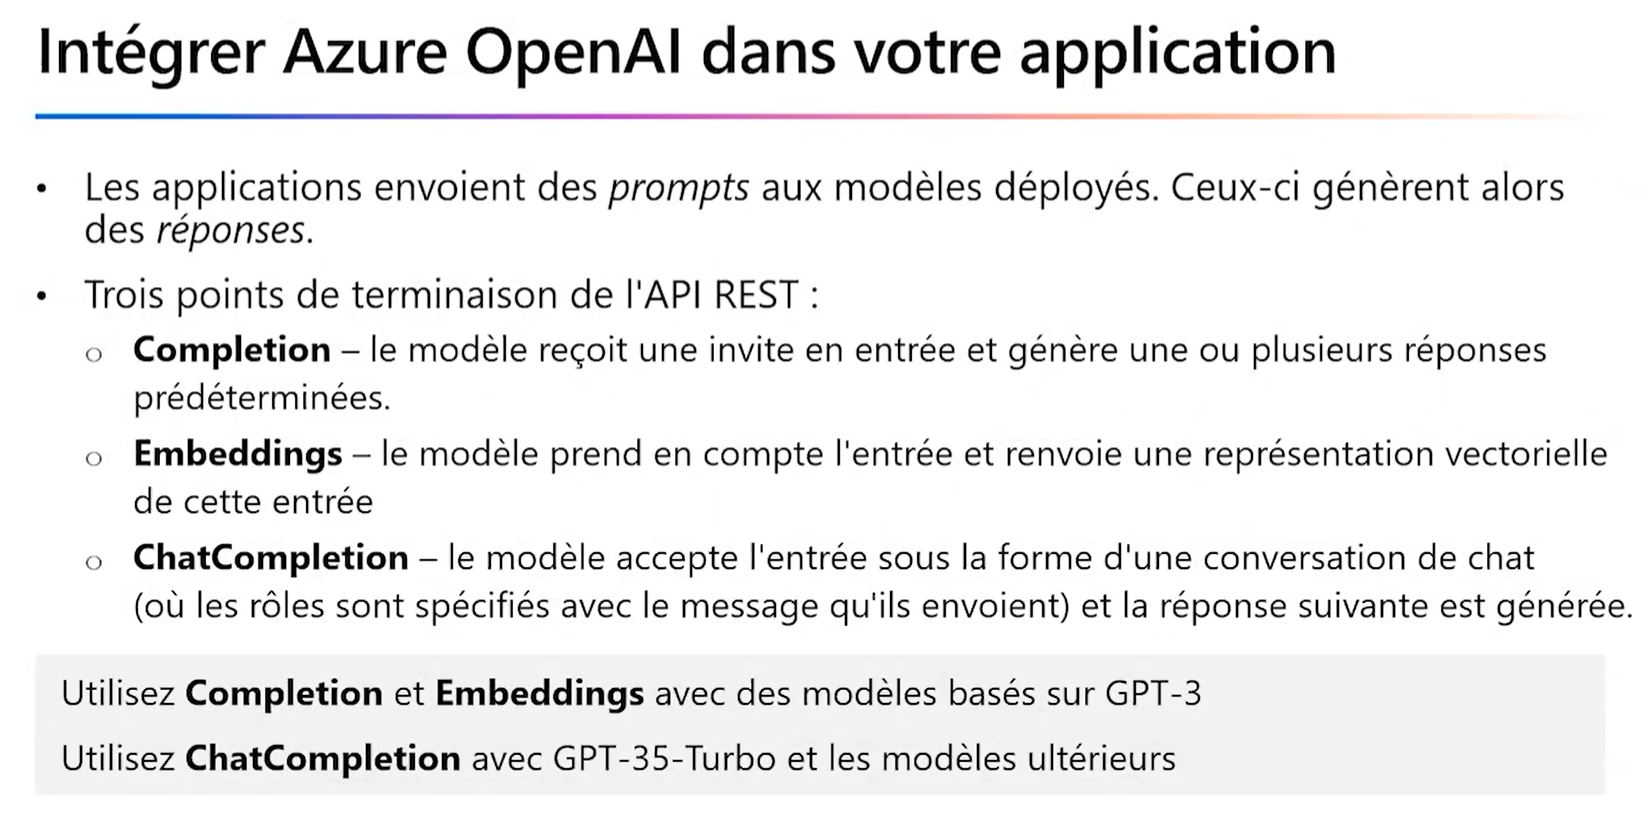 Intégrer Azure OpenAI dans votre application
• Les applications envoient des prompts aux modèles déployés. Ceux-ci génèrent alors
des réponses.
• Trois points de terminaison de l'API REST :
o Completion – le modèle reçoit une invite en entrée et génère une ou plusieurs réponses
prédéterminées.
o Embeddings – le modèle prend en compte l'entrée et renvoie une représentation vectorielle
de cette entrée
o ChatCompletion – le modèle accepte l'entrée sous la forme d'une conversation de chat
(où les rôles sont spécifiés avec le message qu'ils envoient) et la réponse suivante est générée.
Utilisez Completion et Embeddings avec des modèles basés sur GPT-3
Utilisez ChatCompletion avec GPT-35-Turbo et les modèles ultérieurs